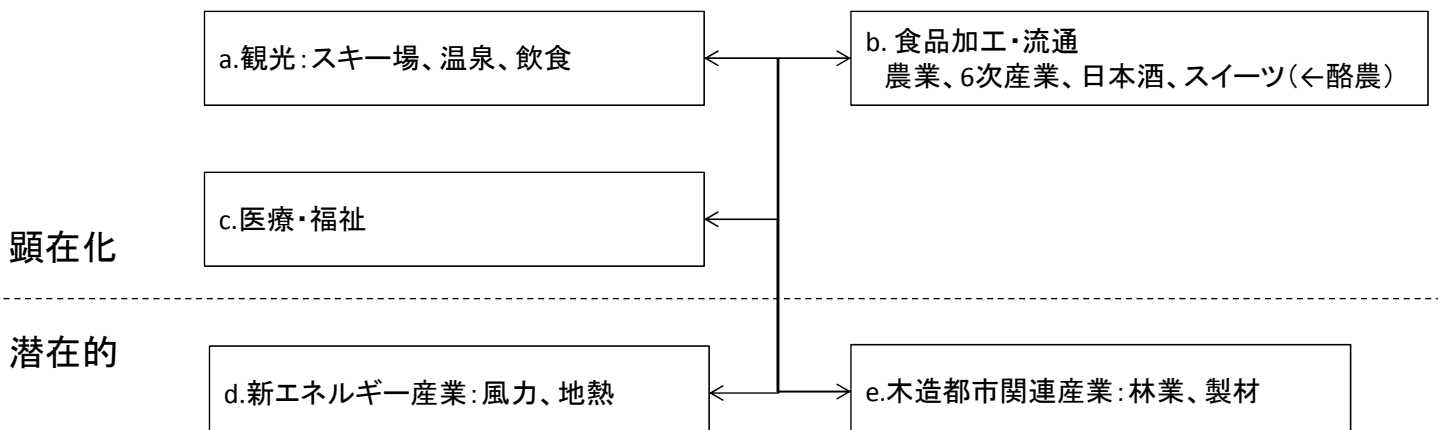 a.観光：スキー場、温泉、飲食
b. 食品加工・流通
農業、6次産業、日本酒、スイーツ（←酪農）
c.医療・福祉
顕在化
潜在的
d.新エネルギー産業：風力、地熱
e.木造都市関連産業：林業、製材